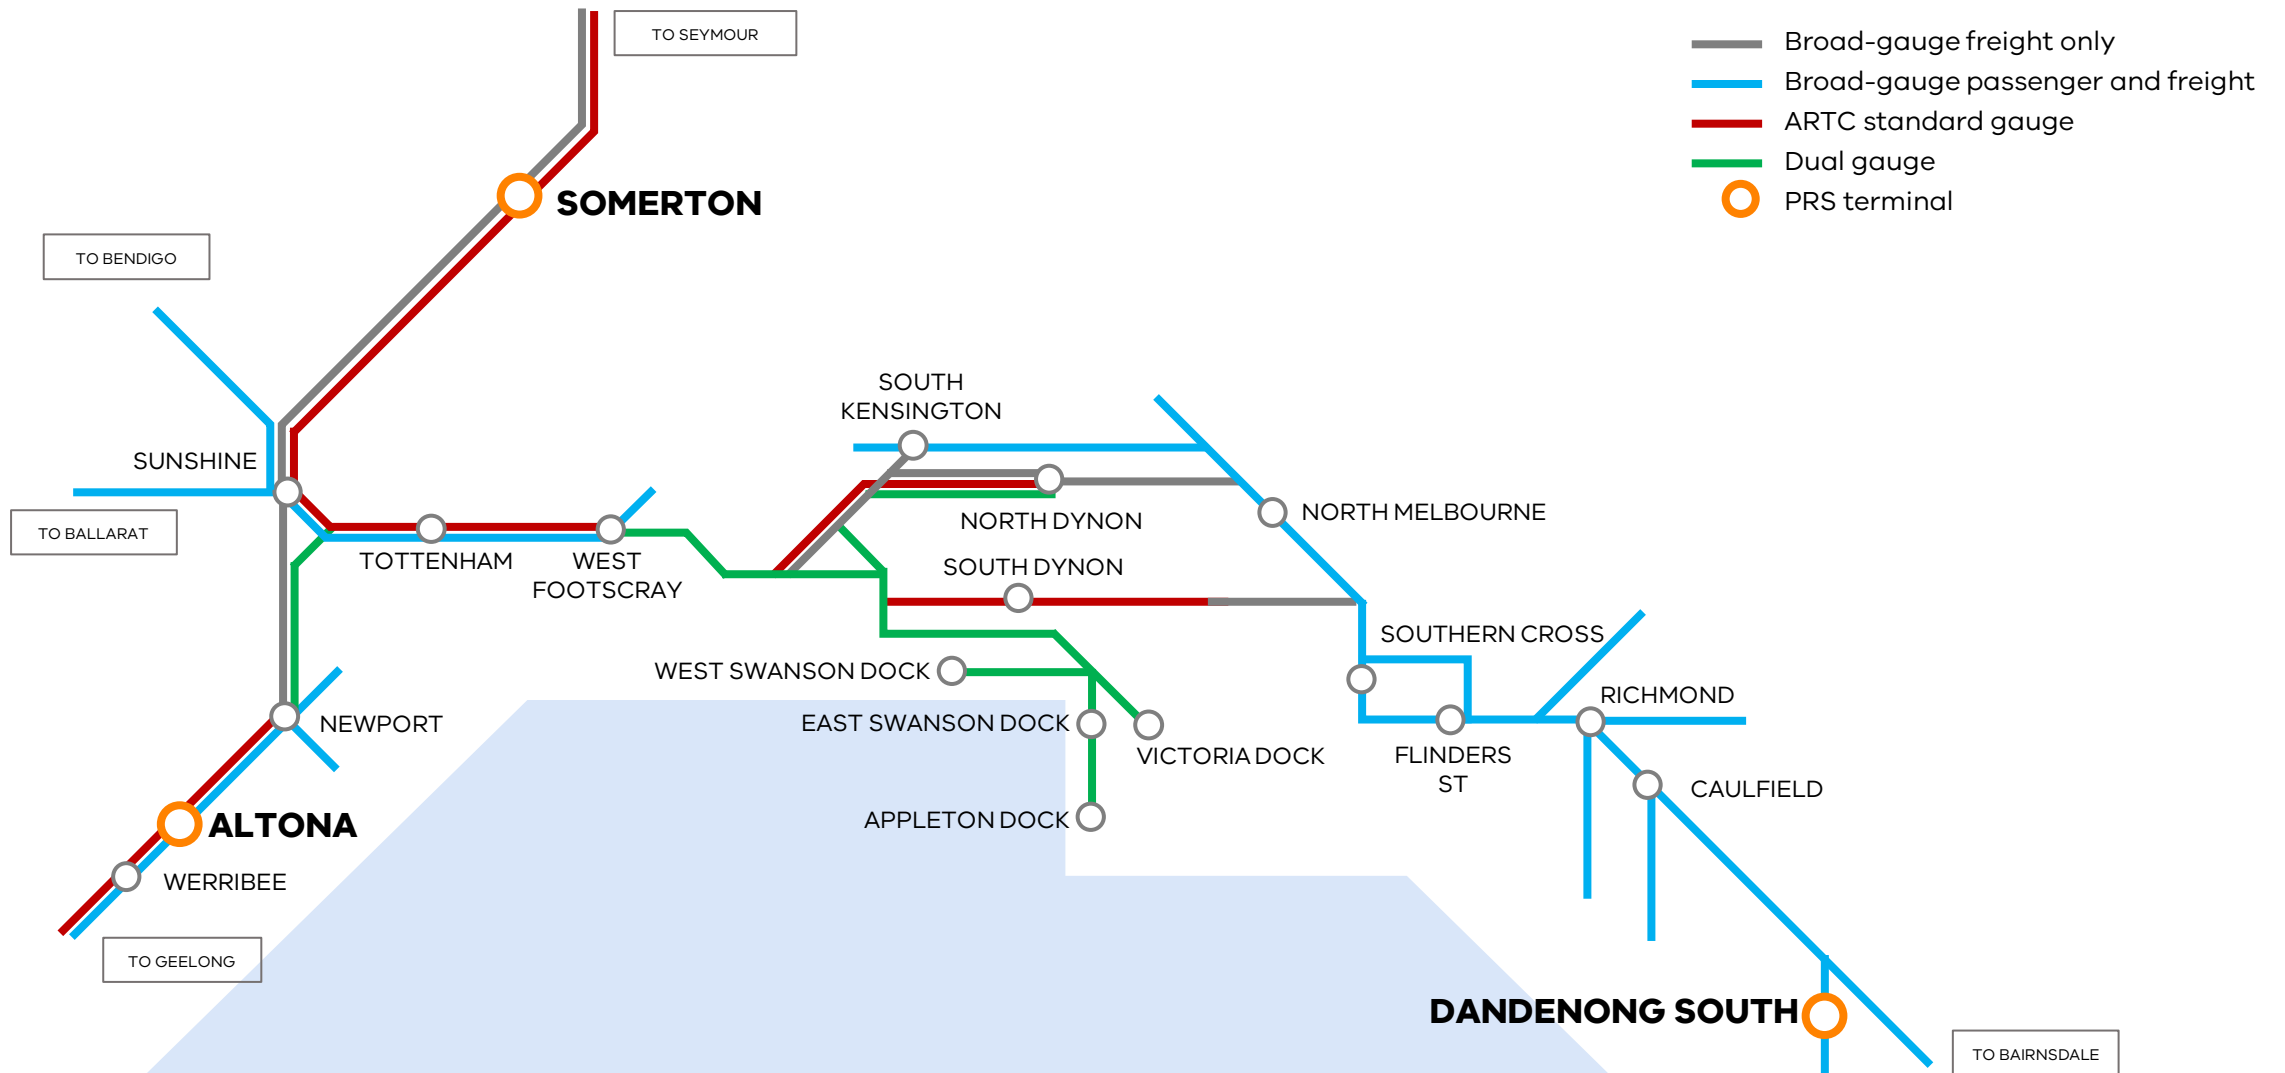 TO SEYMOUR
Broad-gauge freight only
Broad-gauge passenger and freight
ARTC standard gauge
Dual gauge
PRS terminal
SOMERTON
TO BENDIGO
SOUTH
KENSINGTON
SUNSHINE
TO BALLARAT
NORTH DYNON
NORTH MELBOURNE
TOTTENHAM
WEST
FOOTSCRAY
SOUTH DYNON
SOUTHERN CROSS
WEST SWANSON DOCK
RICHMOND
NEWPORT
EAST SWANSON DOCK
VICTORIA DOCK
FLINDERS
ST
CAULFIELD
APPLETON DOCK
ALTONA
WERRIBEE
TO GEELONG
DANDENONG SOUTH
TO BAIRNSDALE